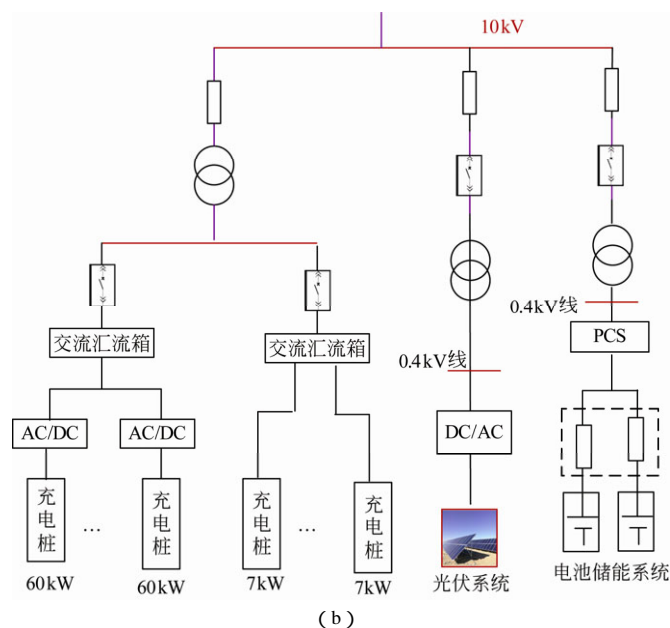 10kV
0.4kV线
交流汇流箱
交流汇流箱
PCS
0.4kV线
AC/DC
AC/DC
DC/AC
充电桩
...
充电桩
充电桩
...
充电桩
60kW
60kW
7kW
7kW
光伏系统
电池储能系统
(b)